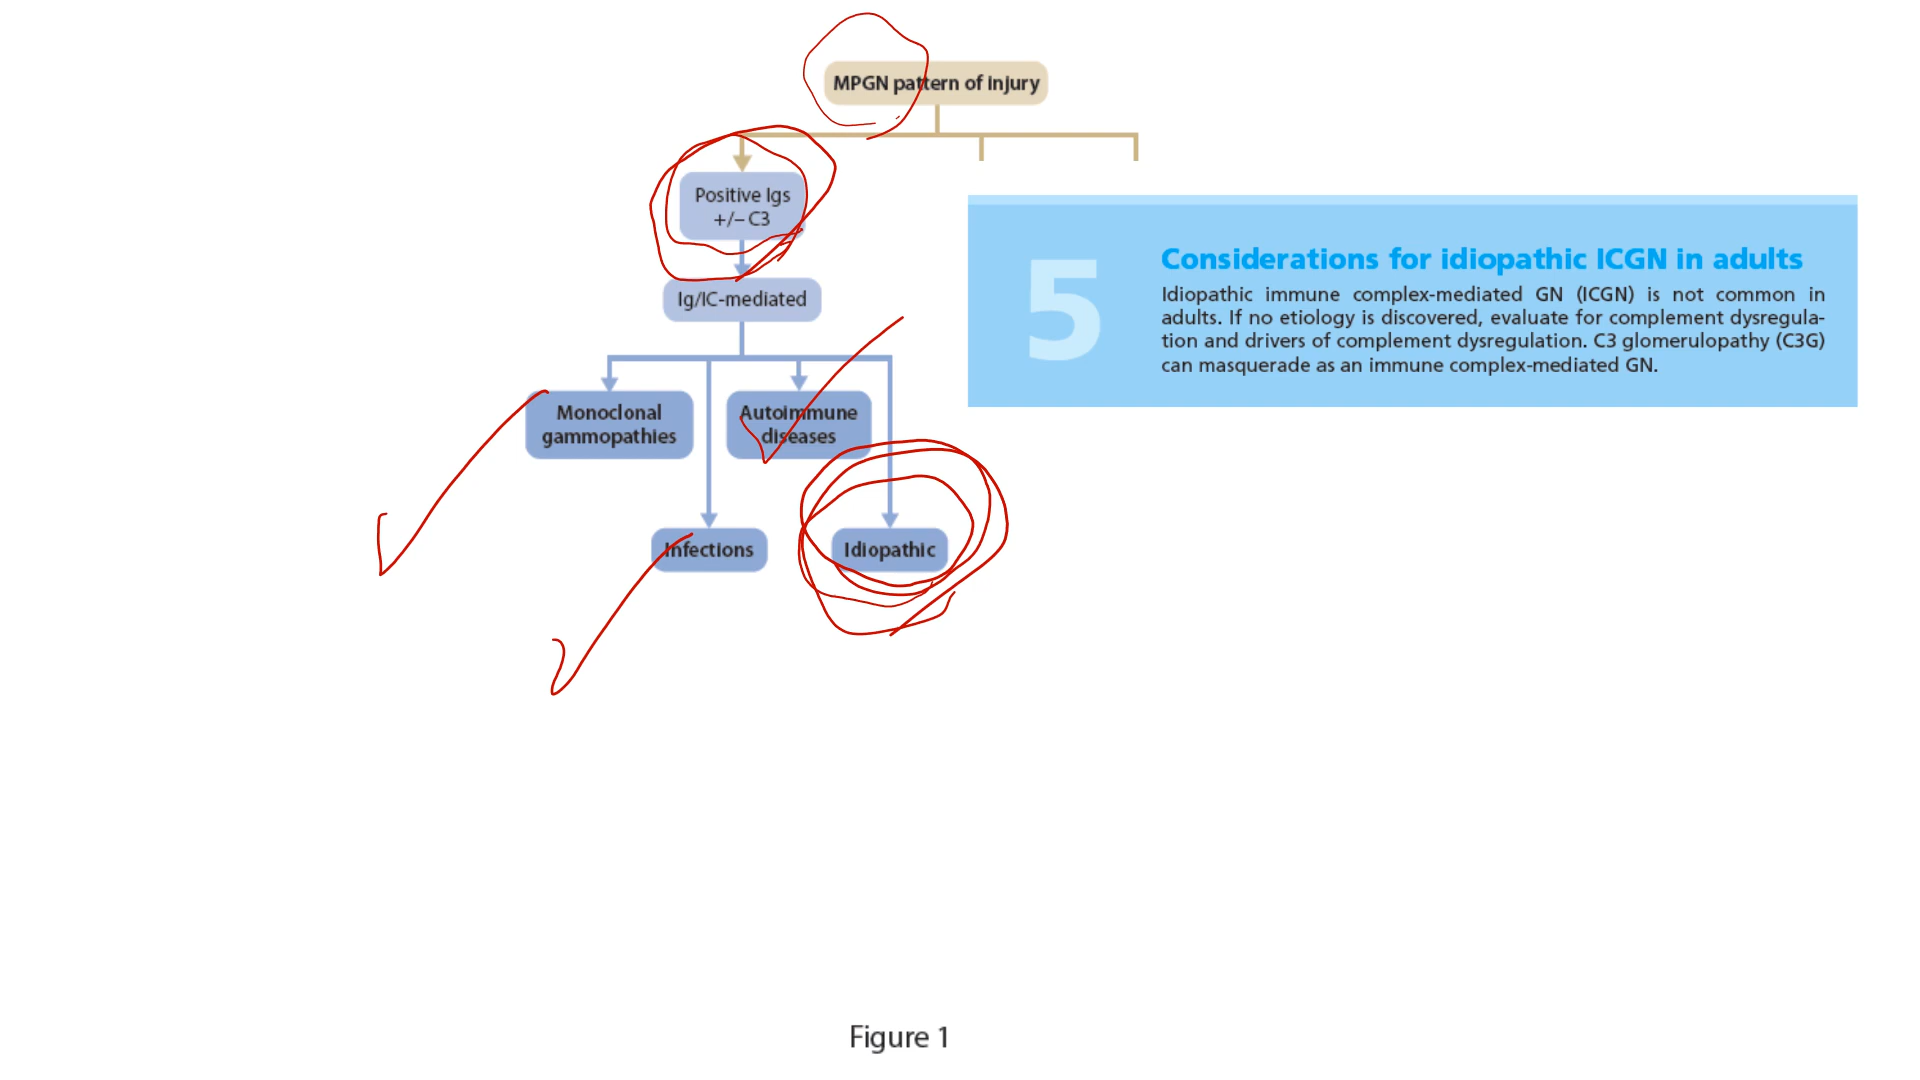 MPGN pattern of injury
Positive Igs
+/– C3
Ig/IC-mediated
Monoclonal
gammopathies
Autoimmune
diseases
Infections
Idiopathic
5
Considerations for idiopathic ICGN in adults
Idiopathic immune complex-mediated GN (ICGN) is not common in
adults. If no etiology is discovered, evaluate for complement dysregula-
tion and drivers of complement dysregulation. C3 glomerulopathy (C3G)
can masquerade as an immune complex-mediated GN.
Figure 1